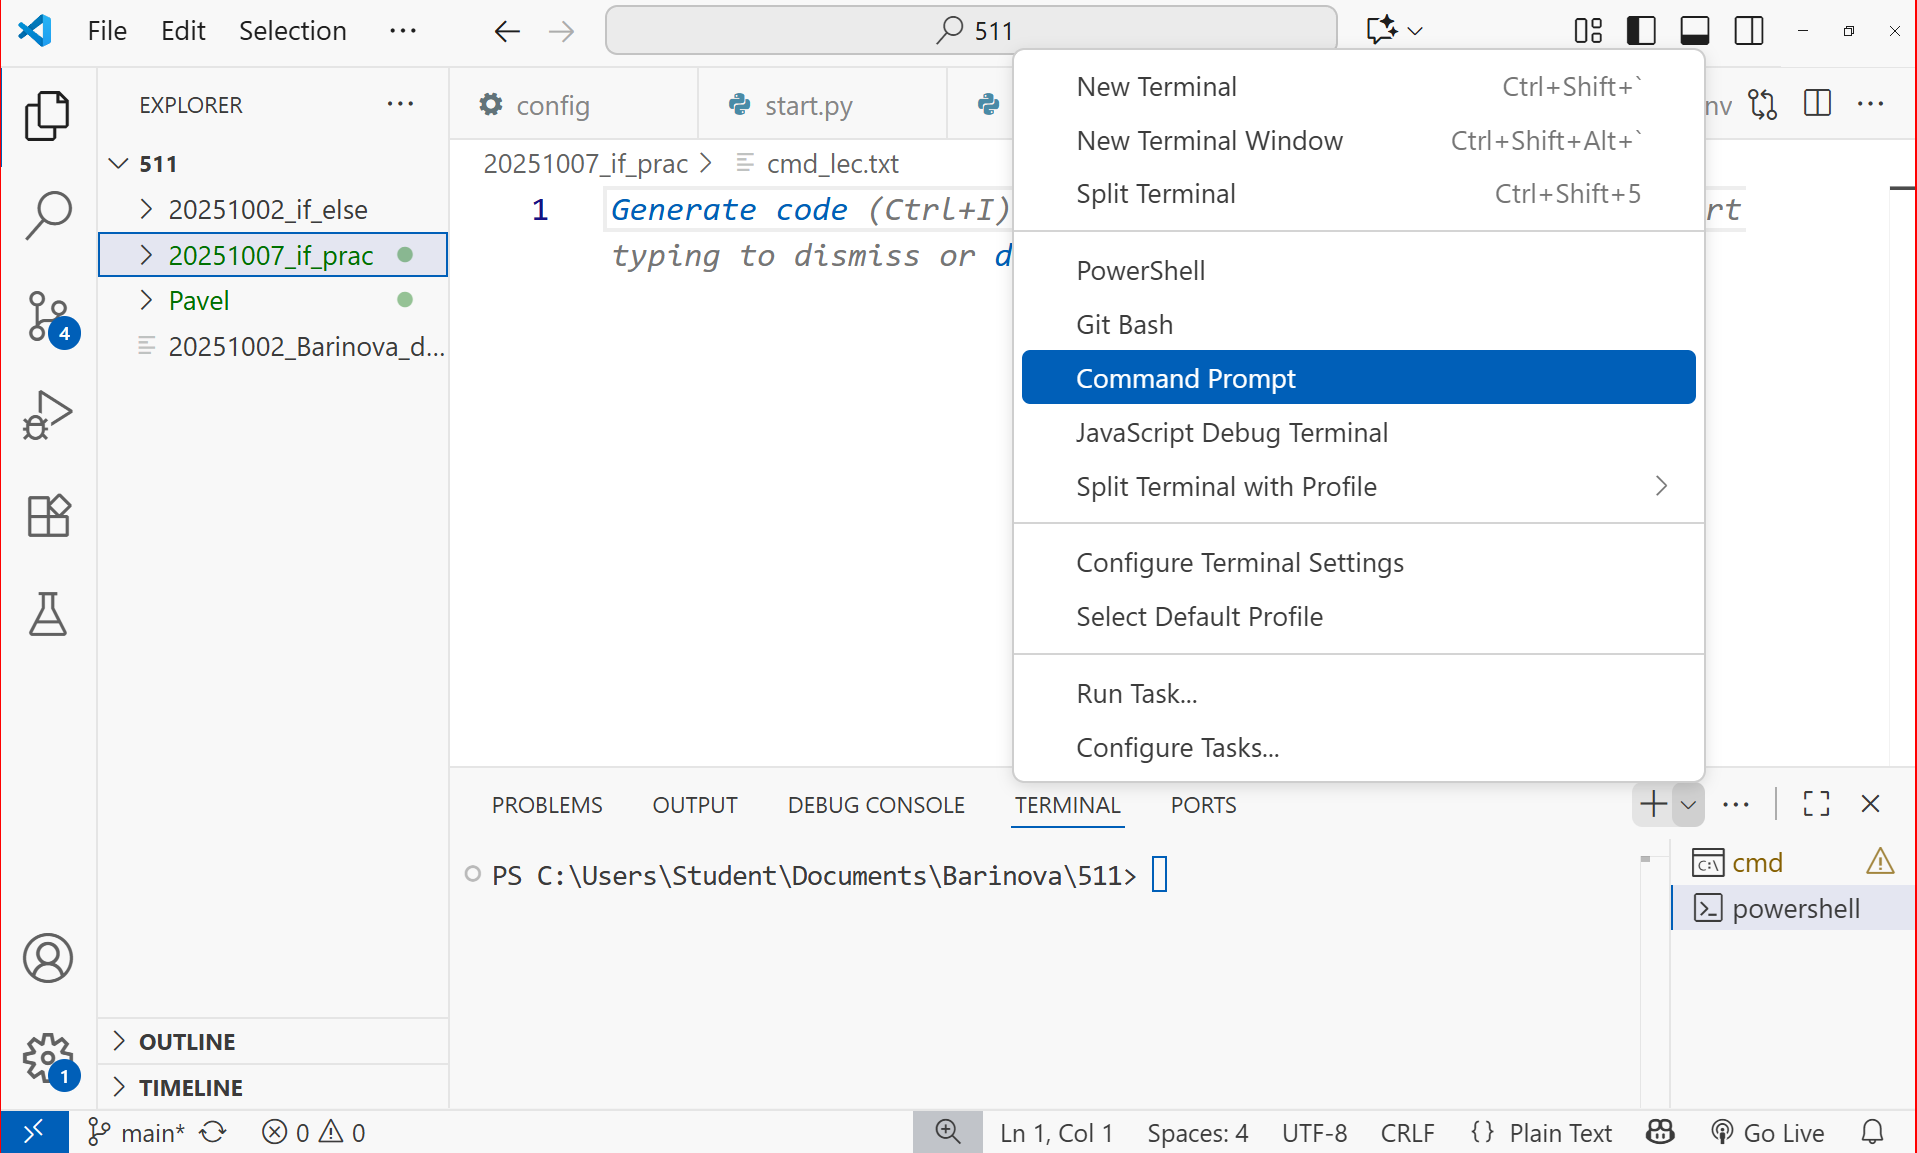 File Edit Selection ··· 511
EXPLORER ···
511
20251002_if_else
20251007_if_prac
Pavel
20251002_Barinova_d...
OUTLINE
TIMELINE
4
1
config start.py nv ···
20251007_if_prac > cmd_lec.txt
1 Generate code (Ctrl+I) rt
typing to dismiss or d
New Terminal Ctrl+Shift+`
New Terminal Window Ctrl+Shift+Alt+`
Split Terminal Ctrl+Shift+5
PowerShell
Git Bash
Command Prompt
JavaScript Debug Terminal
Split Terminal with Profile
Configure Terminal Settings
Select Default Profile
Run Task...
Configure Tasks...
PROBLEMS OUTPUT DEBUG CONSOLE TERMINAL PORTS ···
PS C:\Users\Student\Documents\Barinova\511>
cmd
powershell
main* 0 0 Ln 1, Col 1 Spaces: 4 UTF-8 CRLF {} Plain Text Go Live